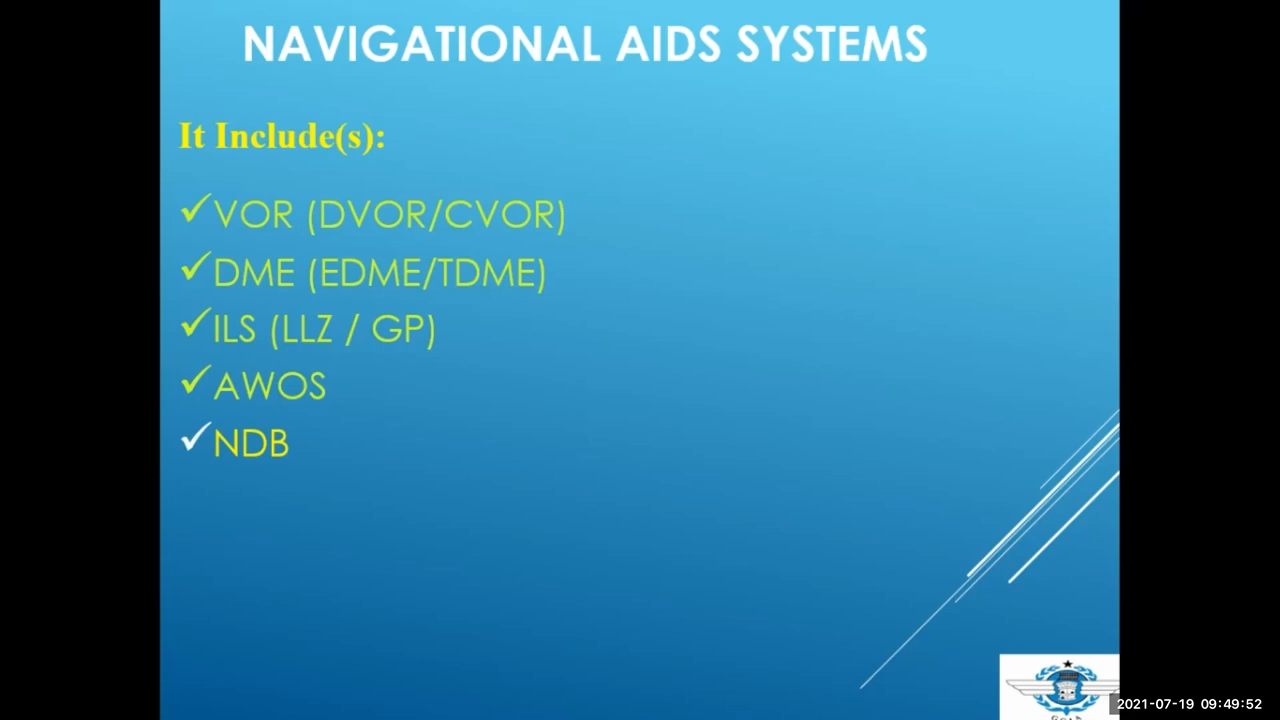 NAVIGATIONAL AIDS SYSTEMS
It Include(s):
✓VOR (DVOR/CVOR)
✓DME (EDME/TDME)
✓ILS (LLZ / GP)
✓AWOS
✓NDB
2021-07-19 09:49:52